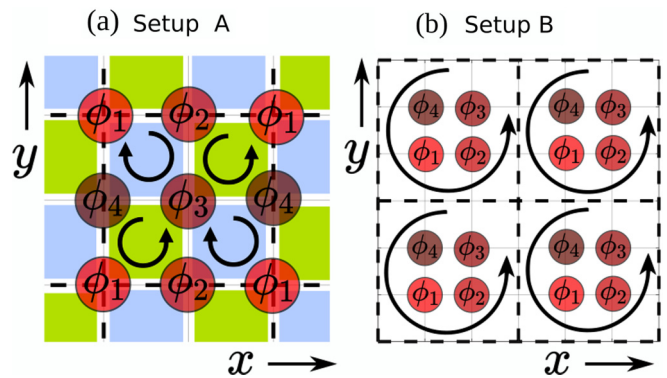 (a) Setup A
(b) Setup B
y
ϕ1 ϕ2 ϕ1
ϕ4 ϕ3 ϕ4
ϕ1 ϕ2 ϕ1
x
y
ϕ4 ϕ3 ϕ4 ϕ3
ϕ1 ϕ2 ϕ1 ϕ2
ϕ4 ϕ3 ϕ4 ϕ3
ϕ1 ϕ2 ϕ1 ϕ2
x